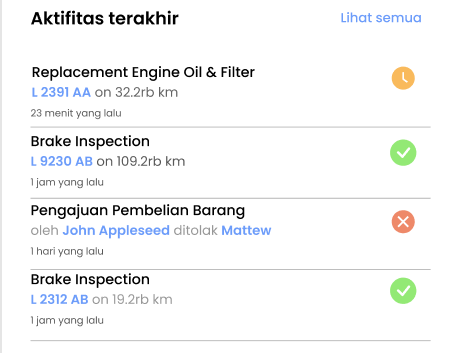 Aktifitas terakhir
Lihat semua
Replacement Engine Oil & Filter
L 2391 AA on 32.2rb km
23 menit yang lalu
Brake Inspection
L 9230 AB on 109.2rb km
1 jam yang lalu
Pengajuan Pembelian Barang
oleh John Appleseed ditolak Mattew
1 hari yang lalu
Brake Inspection
L 2312 AB on 19.2rb km
1 jam yang lalu